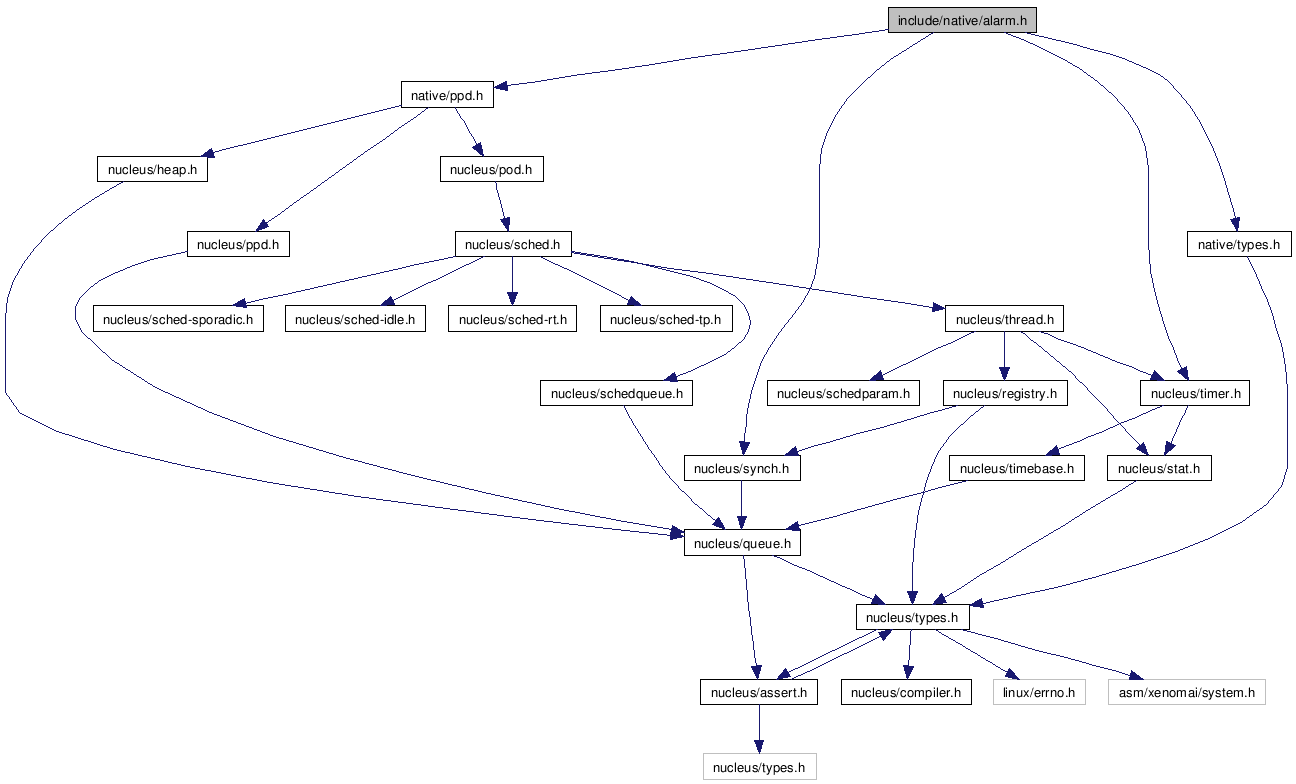 include/native/alarm.h
native/ppd.h
nucleus/heap.h
nucleus/pod.h
nucleus/ppd.h
nucleus/sched.h
native/types.h
nucleus/sched-sporadic.h
nucleus/sched-idle.h
nucleus/sched-rt.h
nucleus/sched-tp.h
nucleus/thread.h
nucleus/schedqueue.h
nucleus/schedparam.h
nucleus/registry.h
nucleus/timer.h
nucleus/synch.h
nucleus/timebase.h
nucleus/stat.h
nucleus/queue.h
nucleus/types.h
nucleus/assert.h
nucleus/compiler.h
linux/errno.h
asm/xenomai/system.h
nucleus/types.h